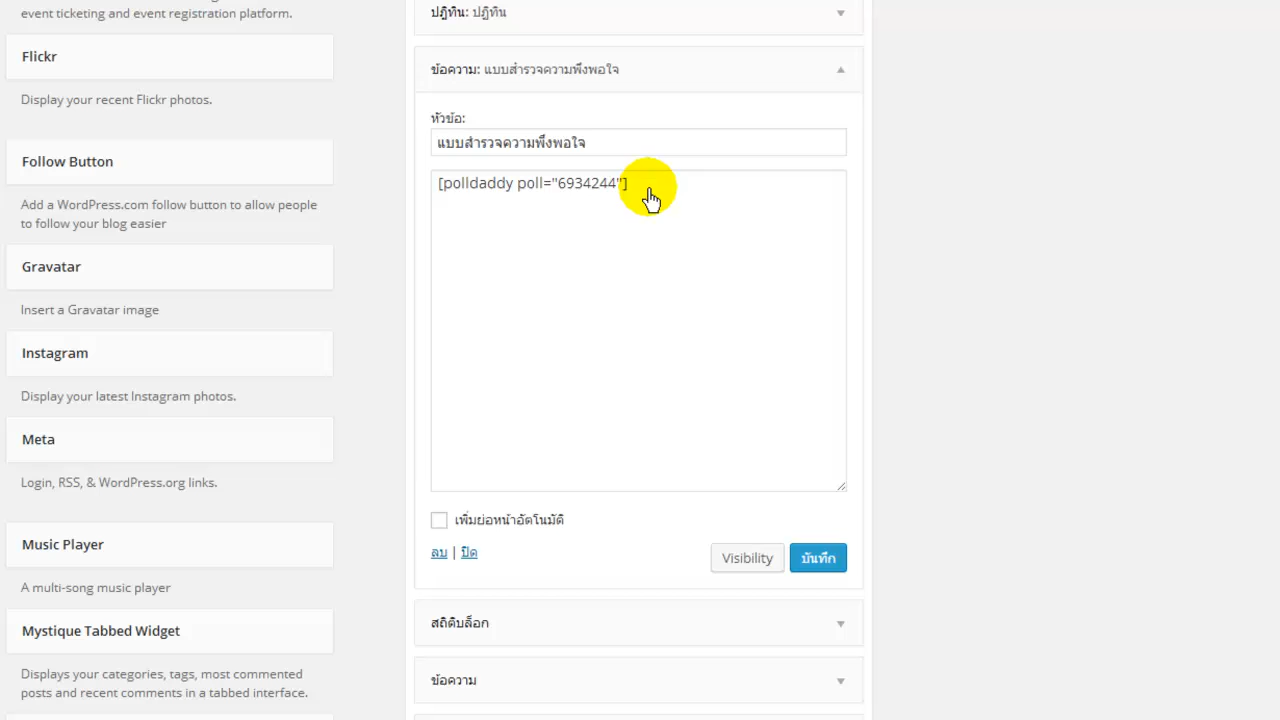 event ticketing and event registration platform.
Flickr
Display your recent Flickr photos.
Follow Button
Add a WordPress.com follow button to allow people
to follow your blog easier
Gravatar
Insert a Gravatar image
Instagram
Display your latest Instagram photos.
Meta
Login, RSS, & WordPress.org links.
Music Player
A multi-song music player
Mystique Tabbed Widget
Displays your categories, tags, most commented
posts and recent comments in a tabbed interface.
ปฏิทิน: ปฏิทิน
ข้อความ: แบบสำรวจความพึงพอใจ
หัวข้อ:
แบบสำรวจความพึงพอใจ
[polldaddy poll="6934244"]
เพิ่มย่อหน้าอัตโนมัติ
ลบ | ปิด
Visibility
บันทึก
สถิติบล็อก
ข้อความ